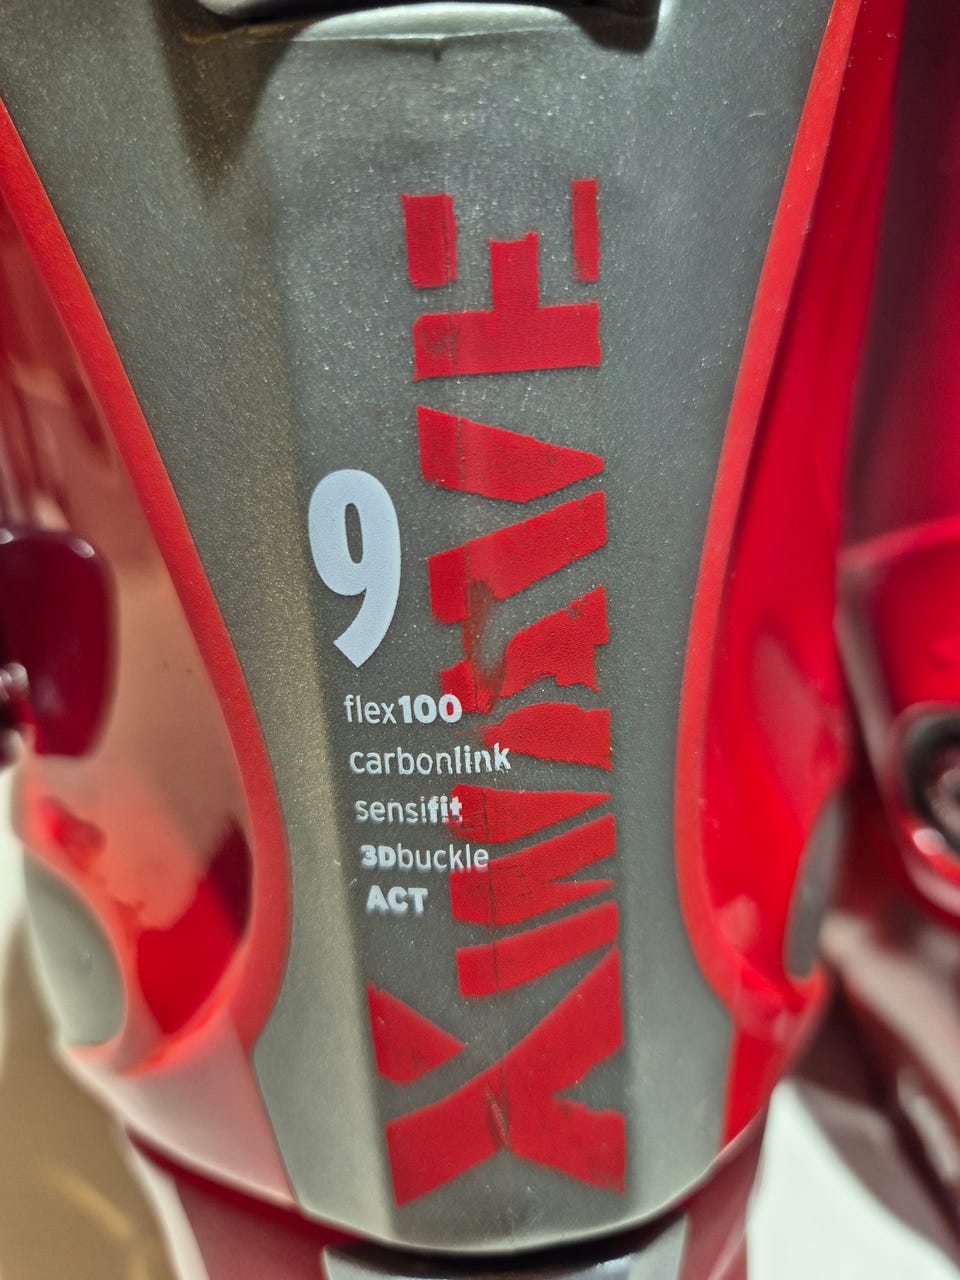 XWAVE
9
flex100
carbonlink
sensifit
3Dbuckle
ACT